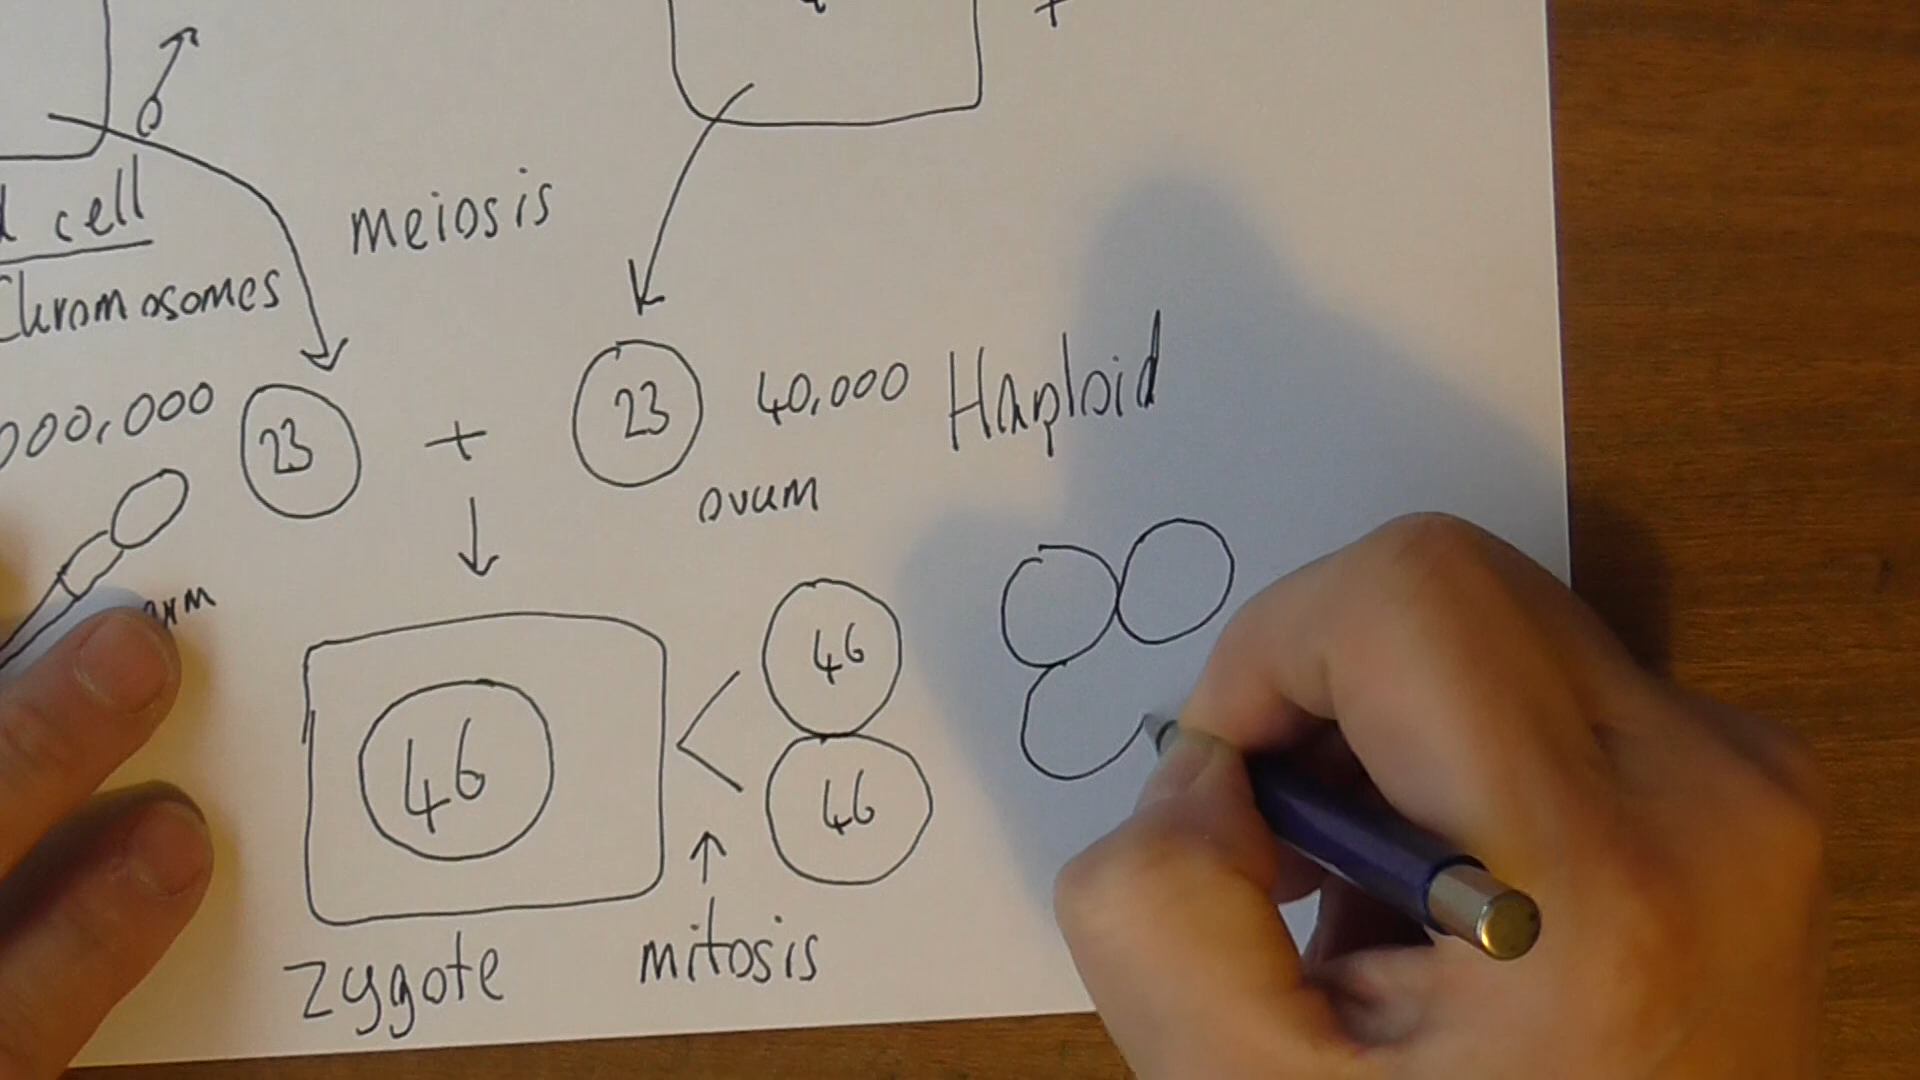 cell
meiosis
Chromosomes
000,000
23 + 23 40,000 Haploid
ovum
46
46
46
zygote
mitosis